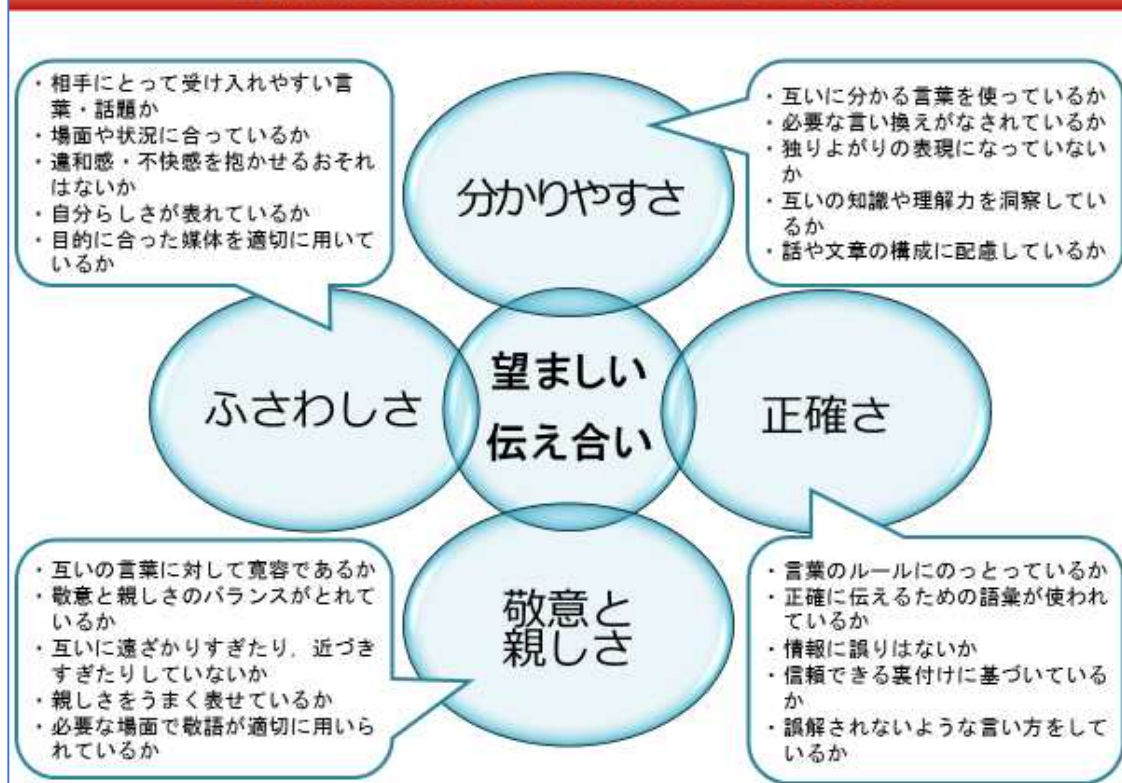 ・相手にとって受け入れやすい言
葉・話題か
・場面や状況に合っているか
・違和感・不快感を抱かせるおそれ
はないか
・自分らしさが表れているか
・目的に合った媒体を適切に用いて
いるか
分かりやすさ
・互いに分かる言葉を使っているか
・必要な言い換えがなされているか
・独りよがりの表現になっていない
か
・互いの知識や理解力を洞察してい
るか
・話や文章の構成に配慮しているか
ふさわしさ
望ましい
伝え合い
正確さ
・互いの言葉に対して寛容であるか
・敬意と親しさのバランスがとれて
いるか
・互いに遠ざかりすぎたり，近づき
すぎたりしていないか
・親しさをうまく表せているか
・必要な場面で敬語が適切に用いら
れているか
敬意と
親しさ
・言葉のルールにのっとっているか
・正確に伝えるための語彙が使われ
ているか
・情報に誤りはないか
・信頼できる裏付けに基づいている
か
・誤解されないような言い方をして
いるか